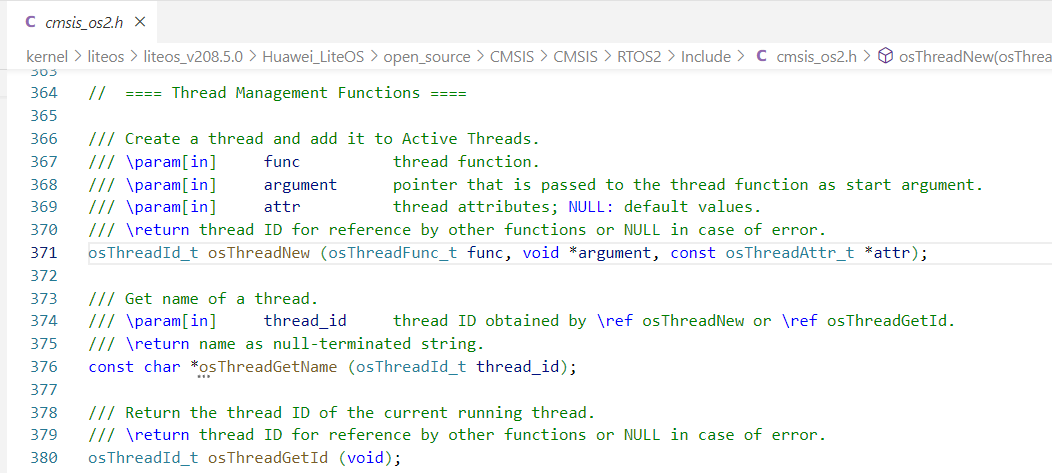 C cmsis_os2.h ×
kernel > liteos > liteos_v208.5.0 > Huawei_LiteOS > open_source > CMSIS > CMSIS > RTOS2 > Include > C cmsis_os2.h > osThreadNew(osThrea
363
364 //  ==== Thread Management Functions ====
365
366 /// Create a thread and add it to Active Threads.
367 /// \param[in]     func          thread function.
368 /// \param[in]     argument      pointer that is passed to the thread function as start argument.
369 /// \param[in]     attr          thread attributes; NULL: default values.
370 /// \return thread ID for reference by other functions or NULL in case of error.
371 osThreadId_t osThreadNew (osThreadFunc_t func, void *argument, const osThreadAttr_t *attr);
372
373 /// Get name of a thread.
374 /// \param[in]     thread_id     thread ID obtained by \ref osThreadNew or \ref osThreadGetId.
375 /// \return name as null-terminated string.
376 const char *osThreadGetName (osThreadId_t thread_id);
377
378 /// Return the thread ID of the current running thread.
379 /// \return thread ID for reference by other functions or NULL in case of error.
380 osThreadId_t osThreadGetId (void);